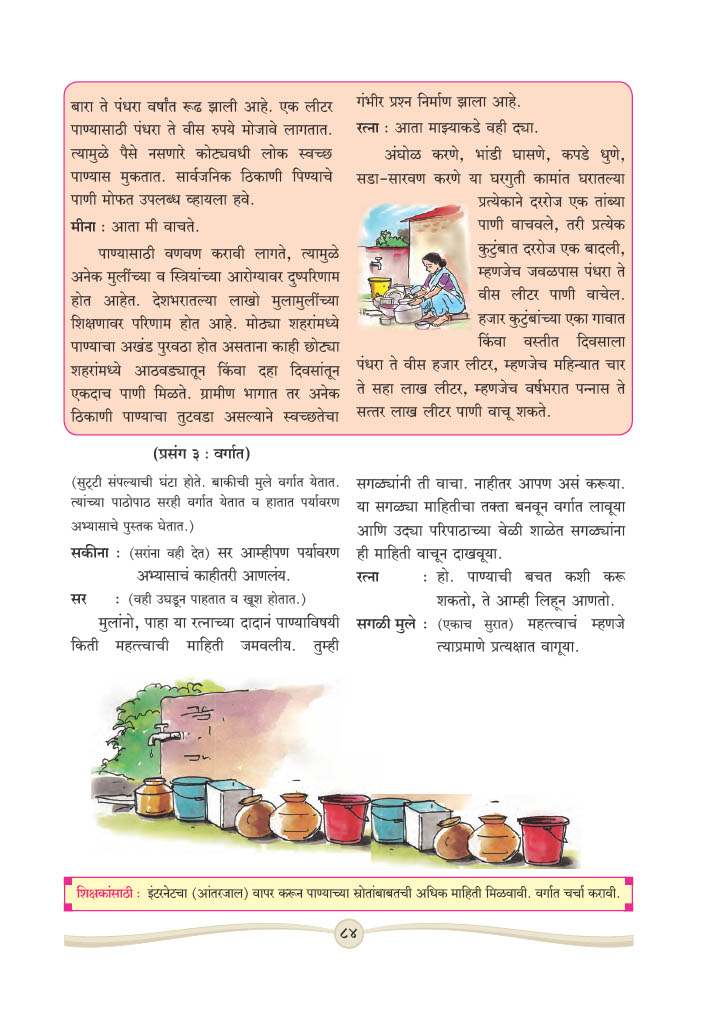 बारा ते पंधरा वर्षांत रूढ झाली आहे. एक लीटर
पाण्यासाठी पंधरा ते वीस रुपये मोजावे लागतात.
त्यामुळे पैसे नसणारे कोट्यवधी लोक स्वच्छ
पाण्यास मुकतात. सार्वजनिक ठिकाणी पिण्याचे
पाणी मोफत उपलब्ध व्हायला हवे.
मीना : आता मी वाचते.
पाण्यासाठी वणवण करावी लागते, त्यामुळे
अनेक मुलींच्या व स्त्रियांच्या आरोग्यावर दुष्परिणाम
होत आहेत. देशभरातल्या लाखो मुलामुलींच्या
शिक्षणावर परिणाम होत आहे. मोठ्या शहरांमध्ये
पाण्याचा अखंड पुरवठा होत असताना काही छोट्या
शहरांमध्ये आठवड्यातून किंवा दहा दिवसांतून
एकदाच पाणी मिळते. ग्रामीण भागात तर अनेक
ठिकाणी पाण्याचा तुटवडा असल्याने स्वच्छतेचा
गंभीर प्रश्न निर्माण झाला आहे.
रत्ना : आता माझ्याकडे वही द्या.
अंघोळ करणे, भांडी घासणे, कपडे धुणे,
सडा-सारवण करणे या घरगुती कामांत घरातल्या
प्रत्येकाने दररोज एक तांब्या
पाणी वाचवले, तरी प्रत्येक
कुटुंबात दररोज एक बादली,
म्हणजेच जवळपास पंधरा ते
वीस लीटर पाणी वाचेल.
हजार कुटुंबांच्या एका गावात
किंवा वस्तीत दिवसाला
पंधरा ते वीस हजार लीटर, म्हणजेच महिन्यात चार
ते सहा लाख लीटर, म्हणजेच वर्षभरात पन्नास ते
सत्तर लाख लीटर पाणी वाचू शकते.
(प्रसंग ३ : वर्गात)
(सुट्टी संपल्याची घंटा होते. बाकीची मुले वर्गात येतात.
त्यांच्या पाठोपाठ सरही वर्गात येतात व हातात पर्यावरण
अभ्यासाचे पुस्तक घेतात.)
सकीना : (सरांना वही देत) सर आम्हीपण पर्यावरण
अभ्यासाचं काहीतरी आणलंय.
सर : (वही उघडून पाहतात व खूश होतात.)
मुलांनो, पाहा या रत्नाच्या दादानं पाण्याविषयी
किती महत्त्वाची माहिती जमवलीय. तुम्ही
सगळ्यांनी ती वाचा. नाहीतर आपण असं करूया.
या सगळ्या माहितीचा तक्ता बनवून वर्गात लावूया
आणि उद्या परिपाठाच्या वेळी शाळेत सगळ्यांना
ही माहिती वाचून दाखवूया.
रत्ना : हो. पाण्याची बचत कशी करू
शकतो, ते आम्ही लिहून आणतो.
सगळी मुले : (एकाच सुरात) महत्त्वाचं म्हणजे
त्याप्रमाणे प्रत्यक्षात वागूया.
शिक्षकांसाठी : इंटरनेटचा (आंतरजाल) वापर करून पाण्याच्या स्रोतांबाबतची अधिक माहिती मिळवावी. वर्गात चर्चा करावी.
८४